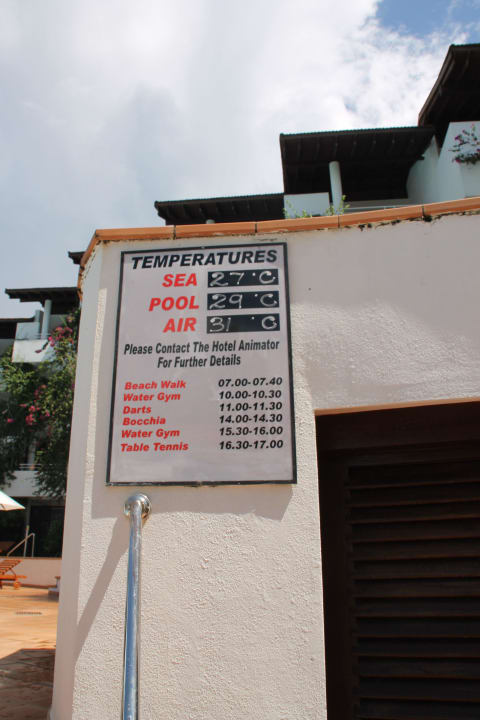 TEMPERATURES
SEA 27°C
POOL 29°C
AIR 31°C
Please Contact The Hotel Animator
For Further Details
Beach Walk 07.00-07.40
Water Gym 10.00-10.30
Darts 11.00-11.30
Bocchia 14.00-14.30
Water Gym 15.30-16.00
Table Tennis 16.30-17.00